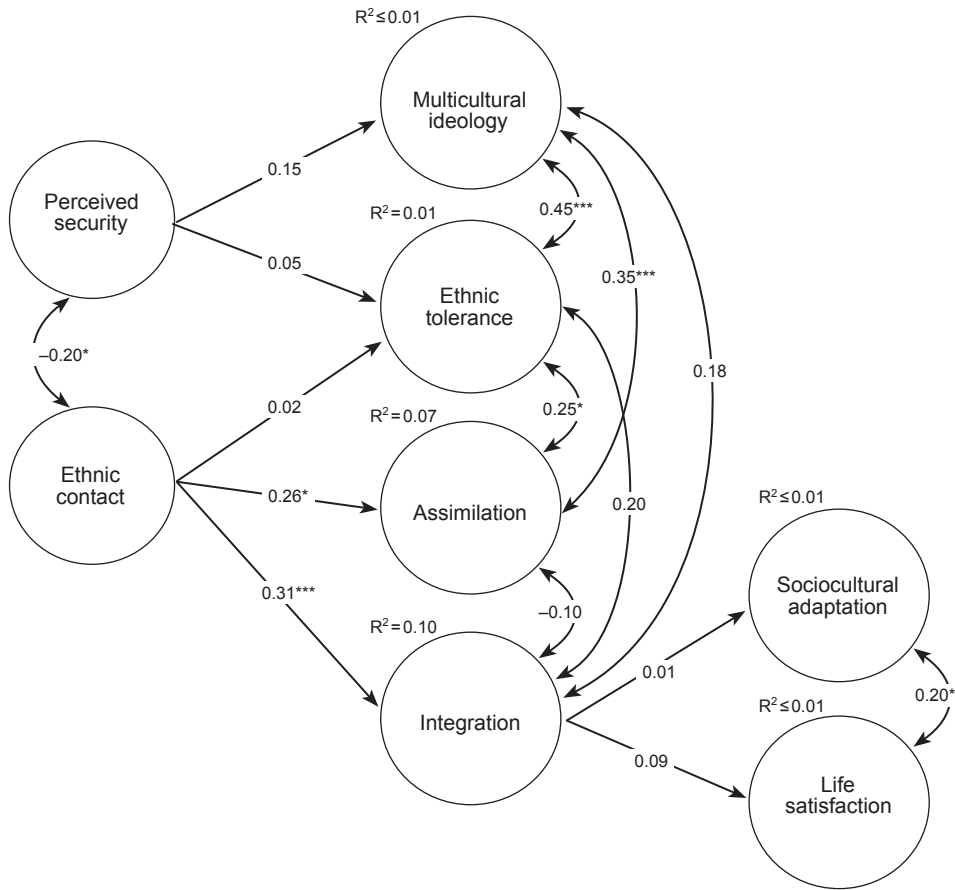 R²≤0.01
Multicultural
ideology
Perceived
security
0.15
0.45***
R²=0.01
0.05
0.35***
Ethnic
tolerance
–0.20*
0.18
0.02
0.25*
R²=0.07
Ethnic
contact
0.26*
Assimilation
0.20
R²≤0.01
Sociocultural
adaptation
0.31***
–0.10
R²=0.10
0.01
0.20*
Integration
R²≤0.01
0.09
Life
satisfaction